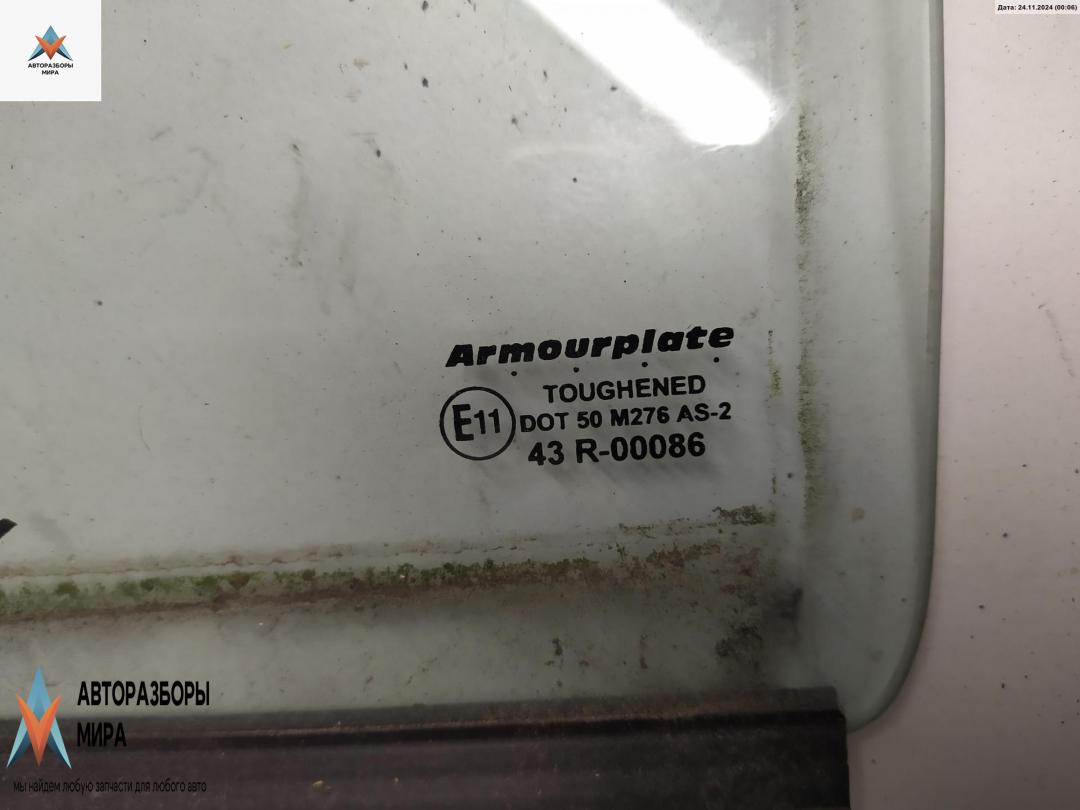 АВТОРАЗБОРЫ
МИРА
Дата: 24.11.2024 (00:06)
Armourplate
TOUGHENED
E11
DOT 50 M276 AS-2
43 R-00086
АВТОРАЗБОРЫ
МИРА
мы найдем любую запчасти для любого авто